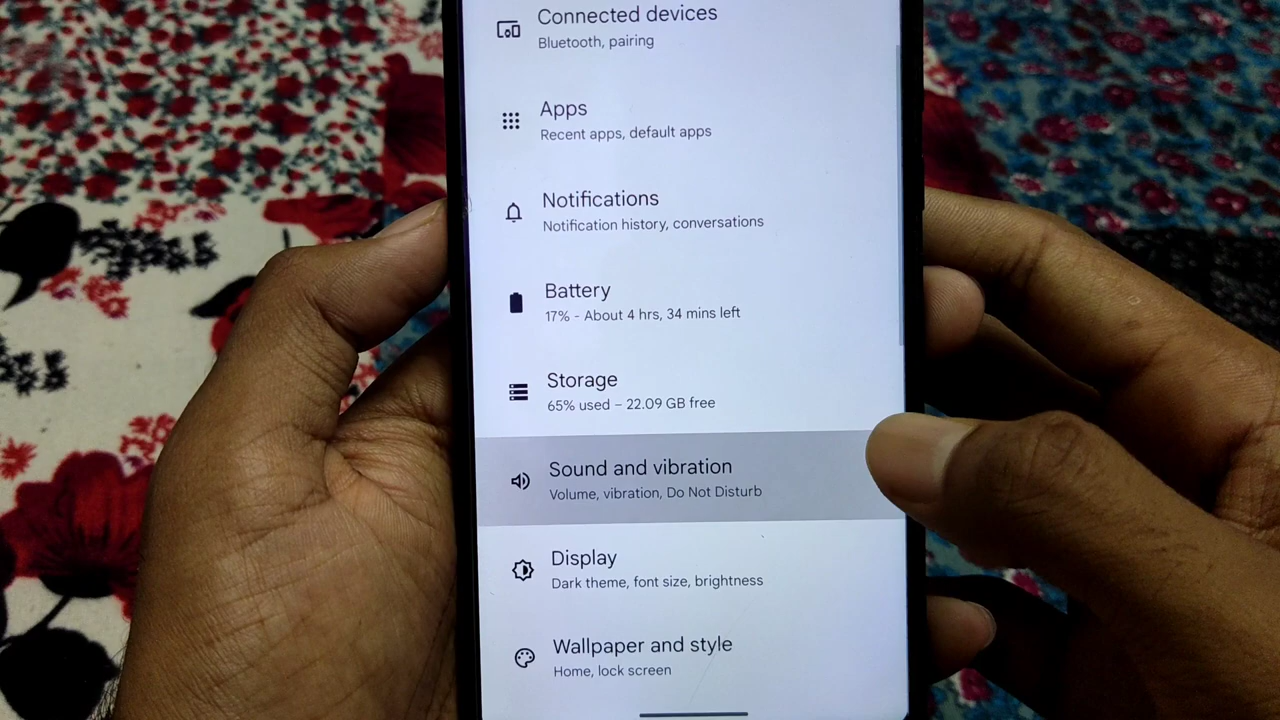 Connected devices
Bluetooth, pairing
Apps
Recent apps, default apps
Notifications
Notification history, conversations
Battery
17% - About 4 hrs, 34 mins left
Storage
65% used – 22.09 GB free
Sound and vibration
Volume, vibration, Do Not Disturb
Display
Dark theme, font size, brightness
Wallpaper and style
Home, lock screen